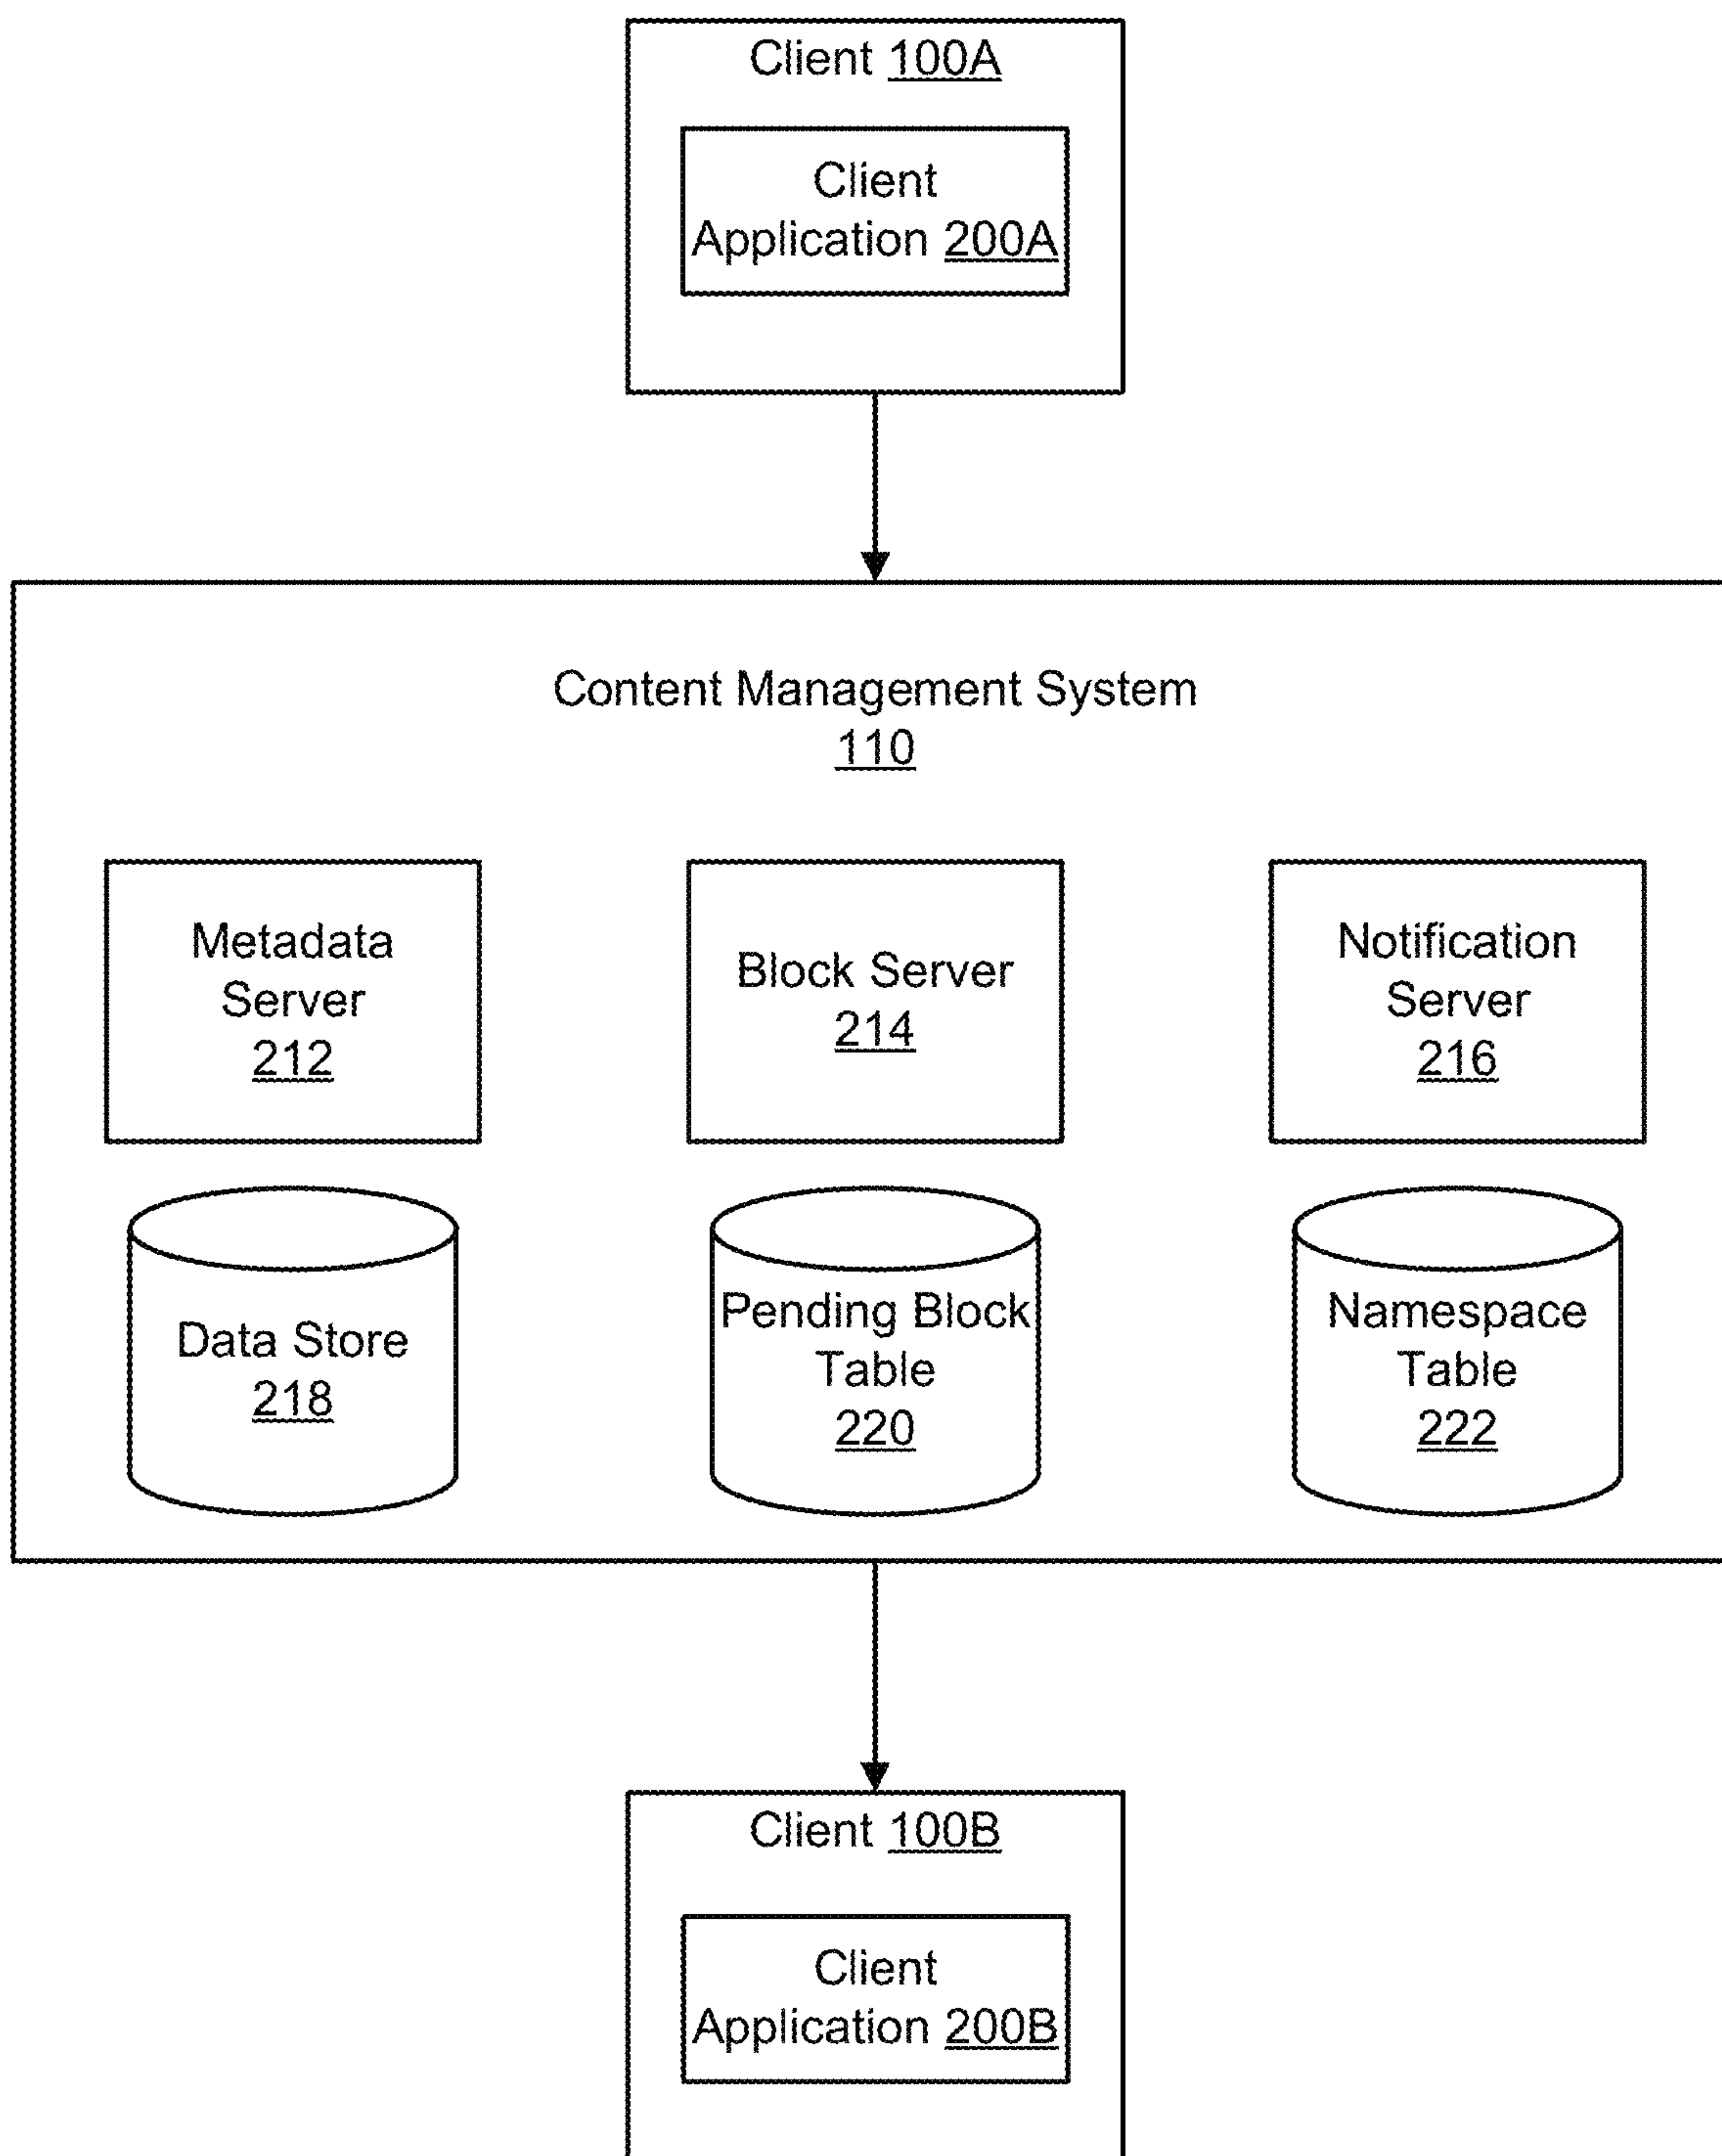 Client 100A
Client
Application 200A
Content Management System
110
Metadata
Server
212
Block Server
214
Notification
Server
216
Data Store
218
Pending Block
Table
220
Namespace
Table
222
Client 100B
Client
Application 200B